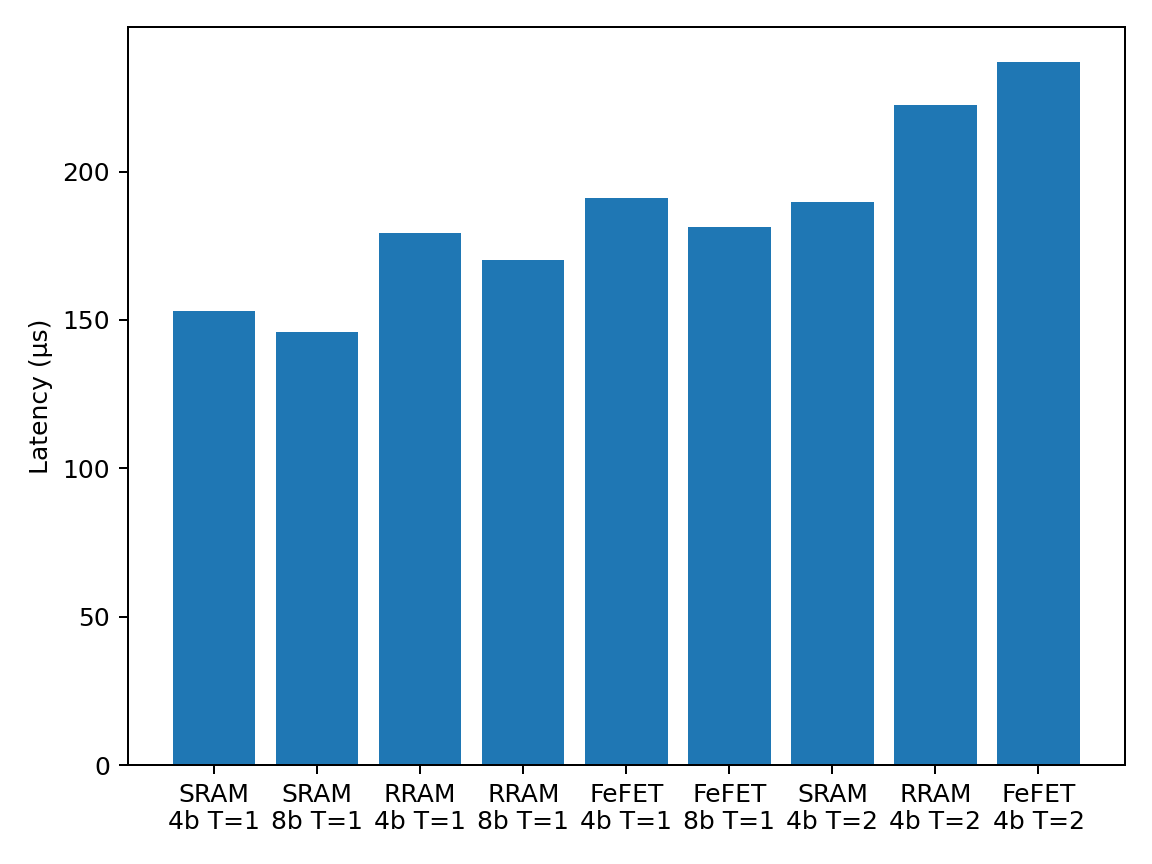 Latency (µs)
200
150
100
50
0
SRAM SRAM RRAM RRAM FeFET FeFET SRAM RRAM FeFET
4b T=1 8b T=1 4b T=1 8b T=1 4b T=1 8b T=1 4b T=2 4b T=2 4b T=2